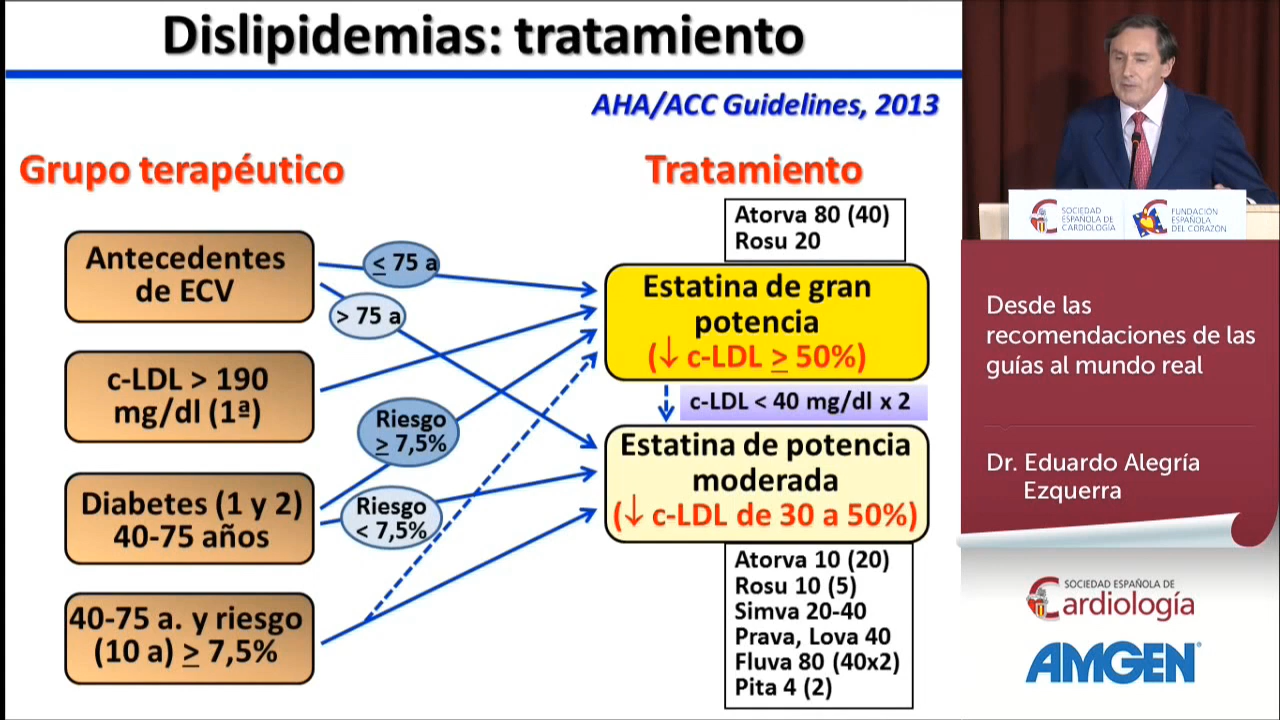 Dislipidemias: tratamiento
AHA/ACC Guidelines, 2013
Grupo terapéutico
Tratamiento
Atorva 80 (40)
Rosu 20
Antecedentes
de ECV
≤ 75 a
> 75 a
Estatina de gran
potencia
(↓ c-LDL ≥ 50%)
c-LDL > 190
mg/dl (1ª)
c-LDL < 40 mg/dl x 2
Riesgo
≥ 7,5%
Estatina de potencia
moderada
(↓ c-LDL de 30 a 50%)
Diabetes (1 y 2)
40-75 años
Riesgo
< 7,5%
40-75 a. y riesgo
(10 a) ≥ 7,5%
Atorva 10 (20)
Rosu 10 (5)
Simva 20-40
Prava, Lova 40
Fluva 80 (40x2)
Pita 4 (2)
SOCIEDAD
ESPAÑOLA DE
CARDIOLOGÍA
FUNDACIÓN
ESPAÑOLA
DEL CORAZÓN
Desde las
recomendaciones de las
guías al mundo real
Dr. Eduardo Alegría
Ezquerra
SOCIEDAD ESPAÑOLA DE
Cardiología
AMGEN®